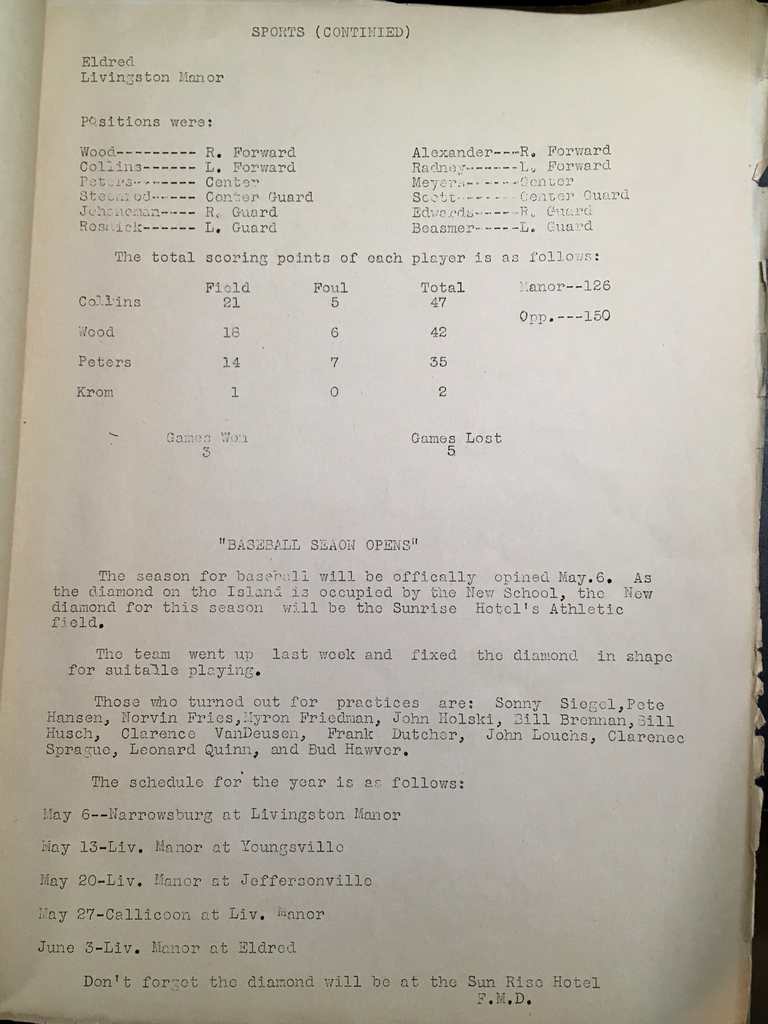 SPORTS (CONTINIED)
Eldred
Livingston Manor
Positions were:
Wood--------- R. Forward Alexander---R. Forward
Collins------ L. Forward Radney------L. Forward
Peters------- Center Meyers------Center
Steenrod----- Center Guard Scott-------Center Guard
Johnsman---- R. Guard Edwards-----R. Guard
Resnick------ L. Guard Beasmer-----L. Guard
The total scoring points of each player is as follows:
Field Foul Total Manor--126
Collins 21 5 47
Opp.---150
Wood 18 6 42
Peters 14 7 35
Krom 1 0 2
Games Won Games Lost
3 5
"BASEBALL SEAON OPENS"
The season for baseball will be offically opined May.6. As
the diamond on the Island is occupied by the New School, the New
diamond for this season will be the Sunrise Hotel's Athletic
field.
The team went up last week and fixed the diamond in shape
for suitalle playing.
Those who turned out for practices are: Sonny Siegel,Pete
Hansen, Norvin Fries,Myron Friedman, John Holski, Bill Brennan,Bill
Husch, Clarence VanDeusen, Frank Dutcher, John Louchs, Clarenec
Sprague, Leonard Quinn, and Bud Hawver.
The schedule for the year is as follows:
May 6--Narrowsburg at Livingston Manor
May 13-Liv. Manor at Youngsville
May 20-Liv. Manor at Jeffersonville
May 27-Callicoon at Liv. Manor
June 3-Liv. Manor at Eldred
Don't forget the diamond will be at the Sun Rise Hotel
F.M.D.